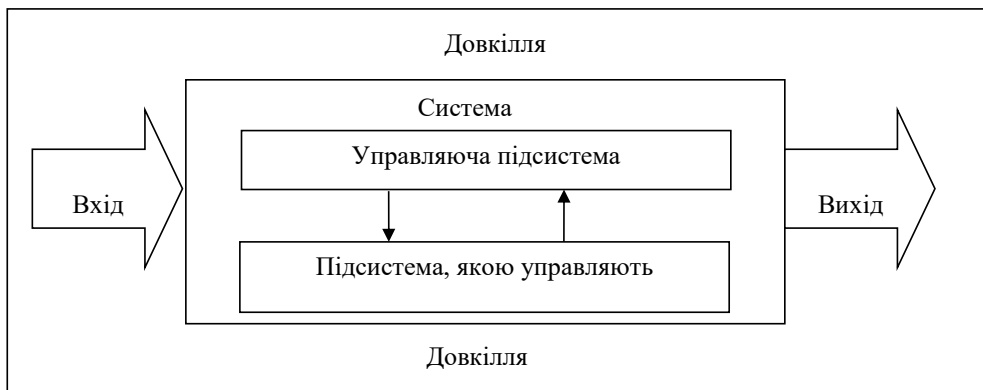 Довкілля
Система
Управляюча підсистема
Вхід
Вихід
Підсистема, якою управляють
Довкілля